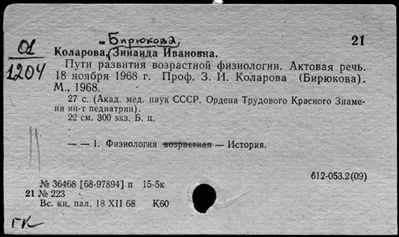 Бирюкова, 21
01
1204
Коларова, Зинаида Ивановна.
Пути развития возрастной физиологии. Актовая речь.
18 ноября 1968 г. Проф. З. И. Коларова (Бирюкова).
М., 1968.
27 с. (Акад. мед. наук СССР. Ордена Трудового Красного Знаме-
ни ин-т педиатрии).
22 см. 300 экз. Б. ц.
— — 1. Физиология возрастная — История.
612-053.2(09)
№ 36468 [68-97894] п 15-5к
21 № 223
Вс. кн. пал. 18 XII 68 К60
ГК